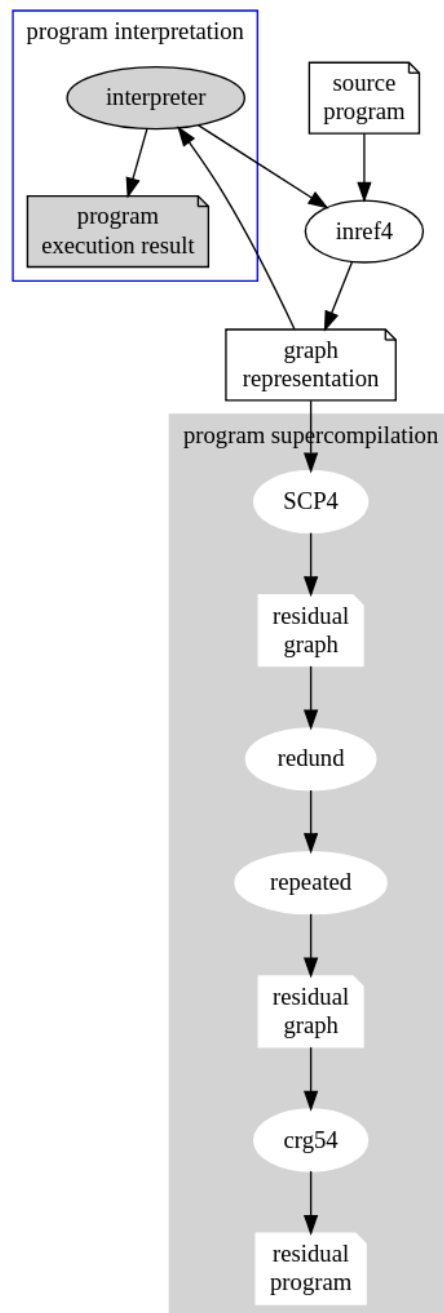 program interpretation
interpreter
source
program
program
execution result
inref4
graph
representation
program supercompilation
SCP4
residual
graph
redund
repeated
residual
graph
crg54
residual
program